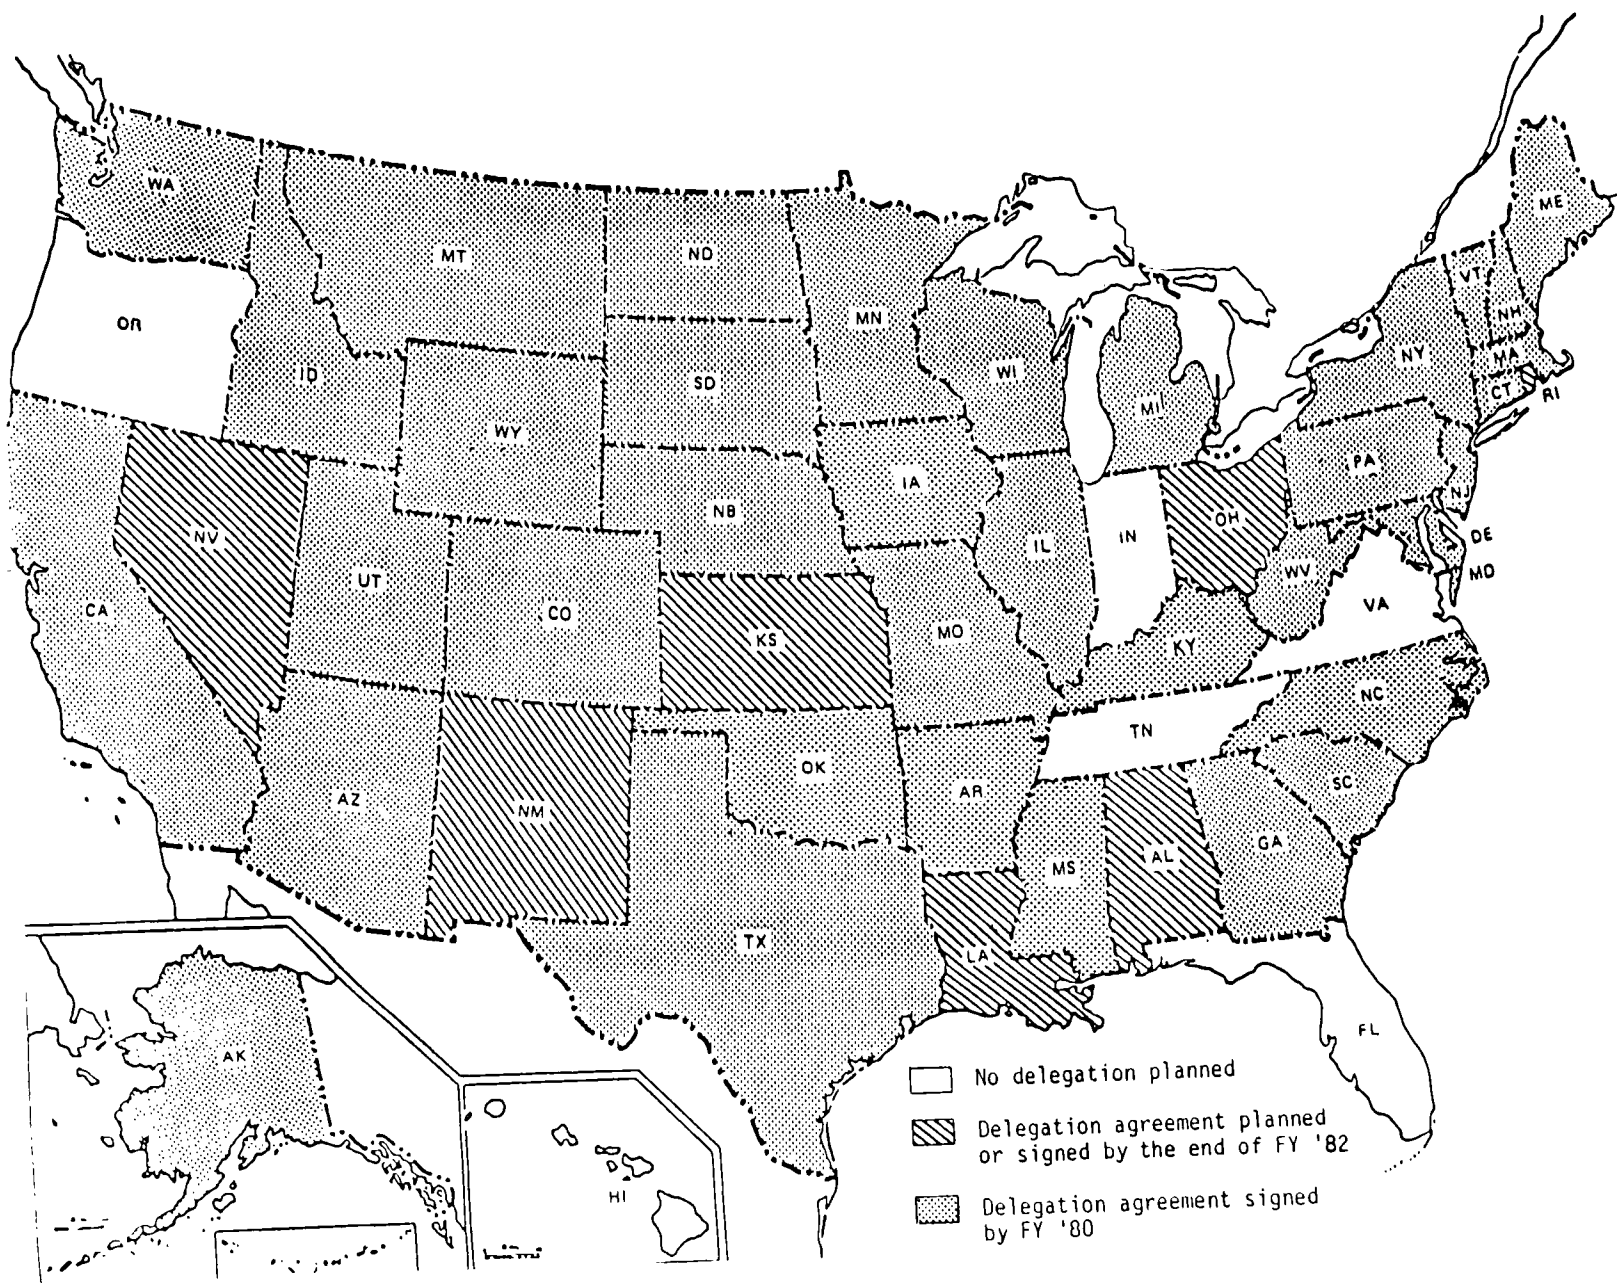 WA
MT
ND
MN
ME
VT
NH
OR
ID
SD
WI
MI
NY
MA
CT
RI
WY
IA
PA
NJ
NB
NV
UT
CO
CA
KS
MO
IL
IN
OH
WV
DE
MD
VA
KY
NC
TN
AZ
NM
OK
AR
SC
TX
MS
AL
GA
LA
FL
AK
HI
No delegation planned
Delegation agreement planned
or signed by the end of FY '82
Delegation agreement signed
by FY '80